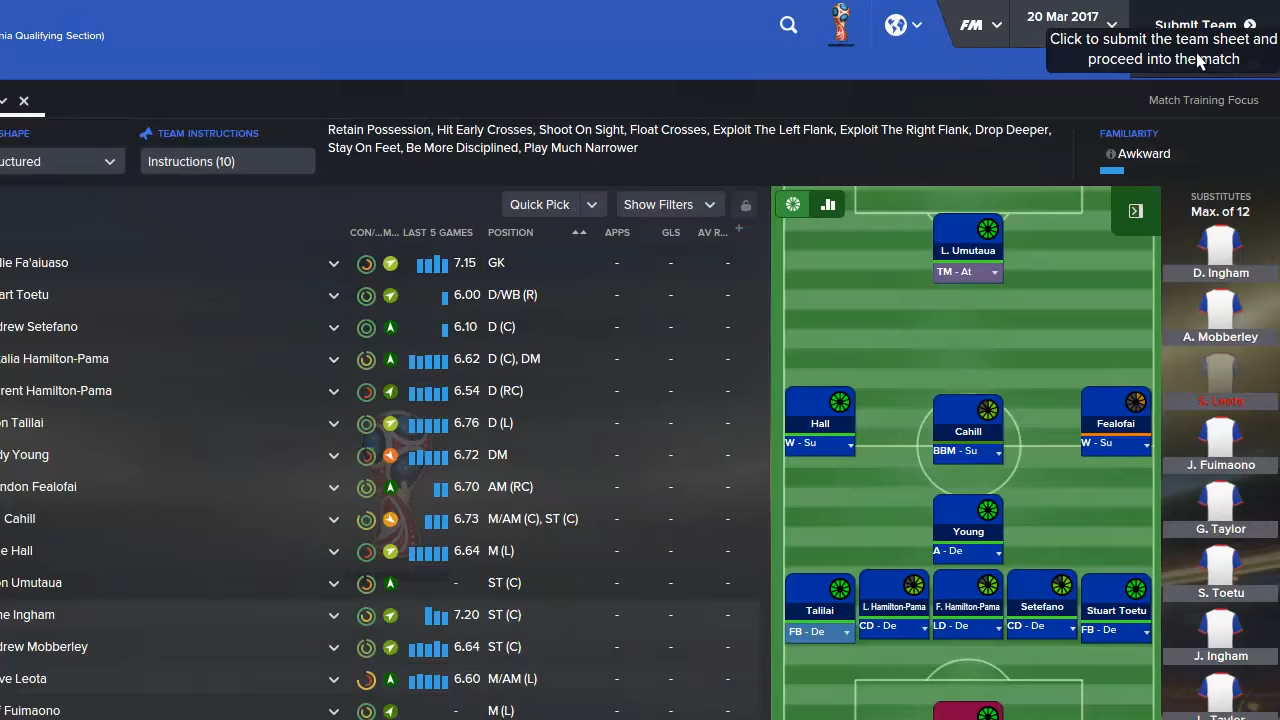 nia Qualifying Section)
FM
20 Mar 2017
Submit Team
Click to submit the team sheet and
proceed into the match
Match Training Focus
SHAPE
uctured
TEAM INSTRUCTIONS
Instructions (10)
Retain Possession, Hit Early Crosses, Shoot On Sight, Float Crosses, Exploit The Left Flank, Exploit The Right Flank, Drop Deeper,
Stay On Feet, Be More Disciplined, Play Much Narrower
FAMILIARITY
Awkward
Quick Pick
Show Filters
CON/... M... LAST 5 GAMES POSITION APPS GLS AV R...
lie Fa'aiuaso 7.15 GK - - -
art Toetu 6.00 D/WB (R) - - -
drew Setefano 6.10 D (C) - - -
talia Hamilton-Pama 6.62 D (C), DM - - -
rent Hamilton-Pama 6.54 D (RC) - - -
on Talilai 6.76 D (L) - - -
dy Young 6.72 DM - - -
ndon Fealofai 6.70 AM (RC) - - -
Cahill 6.73 M/AM (C), ST (C) - - -
e Hall 6.64 M (L) - - -
on Umutaua - ST (C) - - -
ne Ingham 7.20 ST (C) - - -
drew Mobberley 6.64 ST (C) - - -
ve Leota 6.60 M/AM (L) - - -
f Fuimaono - M (L) - - -
L. Umutaua
TM - At
Hall
W - Su
Cahill
BBM - Su
Fealofai
W - Su
Young
A - De
Talilai
FB - De
L. Hamilton-Pama
CD - De
F. Hamilton-Pama
LD - De
Setefano
CD - De
Stuart Toetu
FB - De
SUBSTITUTES
Max. of 12
D. Ingham
A. Mobberley
S. Leota
J. Fuimaono
G. Taylor
S. Toetu
J. Ingham
L. Taylor